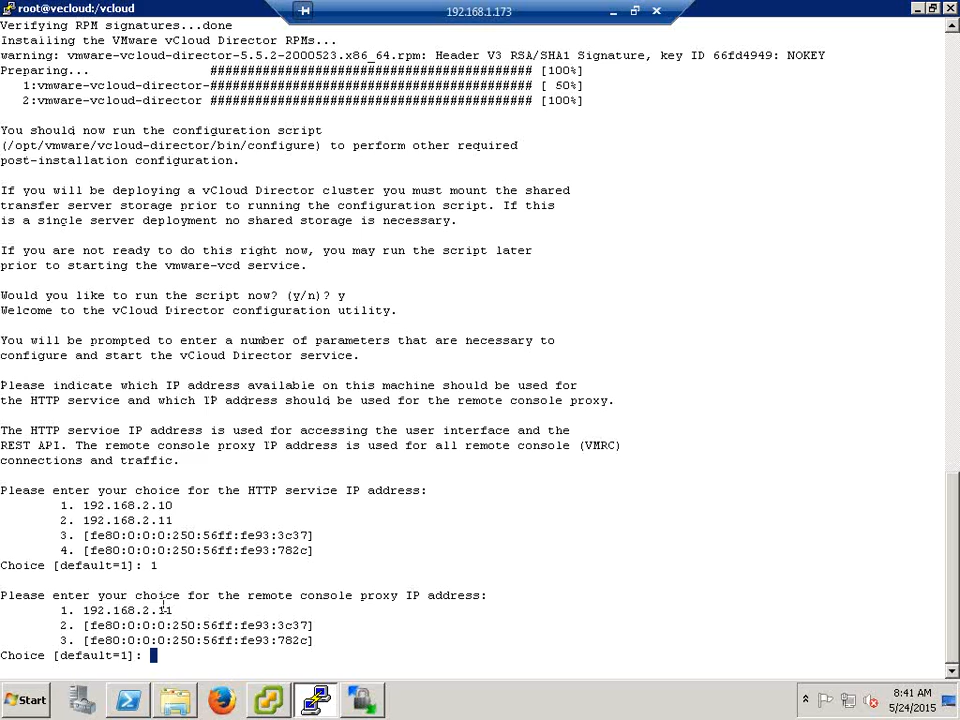 root@vecloud:/vcloud
192.168.1.173
Verifying RPM signatures...done
Installing the VMware vCloud Director RPMs...
warning: vmware-vcloud-director-5.5.2-2000523.x86_64.rpm: Header V3 RSA/SHA1 Signature, key ID 66fd4949: NOKEY
Preparing... ########################################### [100%]
1:vmware-vcloud-director-########################################### [ 50%]
2:vmware-vcloud-director ########################################### [100%]
You should now run the configuration script
(/opt/vmware/vcloud-director/bin/configure) to perform other required
post-installation configuration.
If you will be deploying a vCloud Director cluster you must mount the shared
transfer server storage prior to running the configuration script. If this
is a single server deployment no shared storage is necessary.
If you are not ready to do this right now, you may run the script later
prior to starting the vmware-vcd service.
Would you like to run the script now? (y/n)? y
Welcome to the vCloud Director configuration utility.
You will be prompted to enter a number of parameters that are necessary to
configure and start the vCloud Director service.
Please indicate which IP address available on this machine should be used for
the HTTP service and which IP address should be used for the remote console proxy.
The HTTP service IP address is used for accessing the user interface and the
REST API. The remote console proxy IP address is used for all remote console (VMRC)
connections and traffic.
Please enter your choice for the HTTP service IP address:
1. 192.168.2.10
2. 192.168.2.11
3. [fe80:0:0:0:250:56ff:fe93:3c37]
4. [fe80:0:0:0:250:56ff:fe93:782c]
Choice [default=1]: 1
Please enter your choice for the remote console proxy IP address:
1. 192.168.2.11
2. [fe80:0:0:0:250:56ff:fe93:3c37]
3. [fe80:0:0:0:250:56ff:fe93:782c]
Choice [default=1]:
Start
8:41 AM
5/24/2015